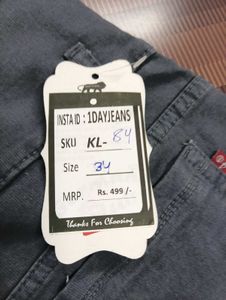 INSTA ID : 1DAYJEANS
SKU KL- 84
Size 34
MRP. Rs. 499 /-
Thanks For Choosing